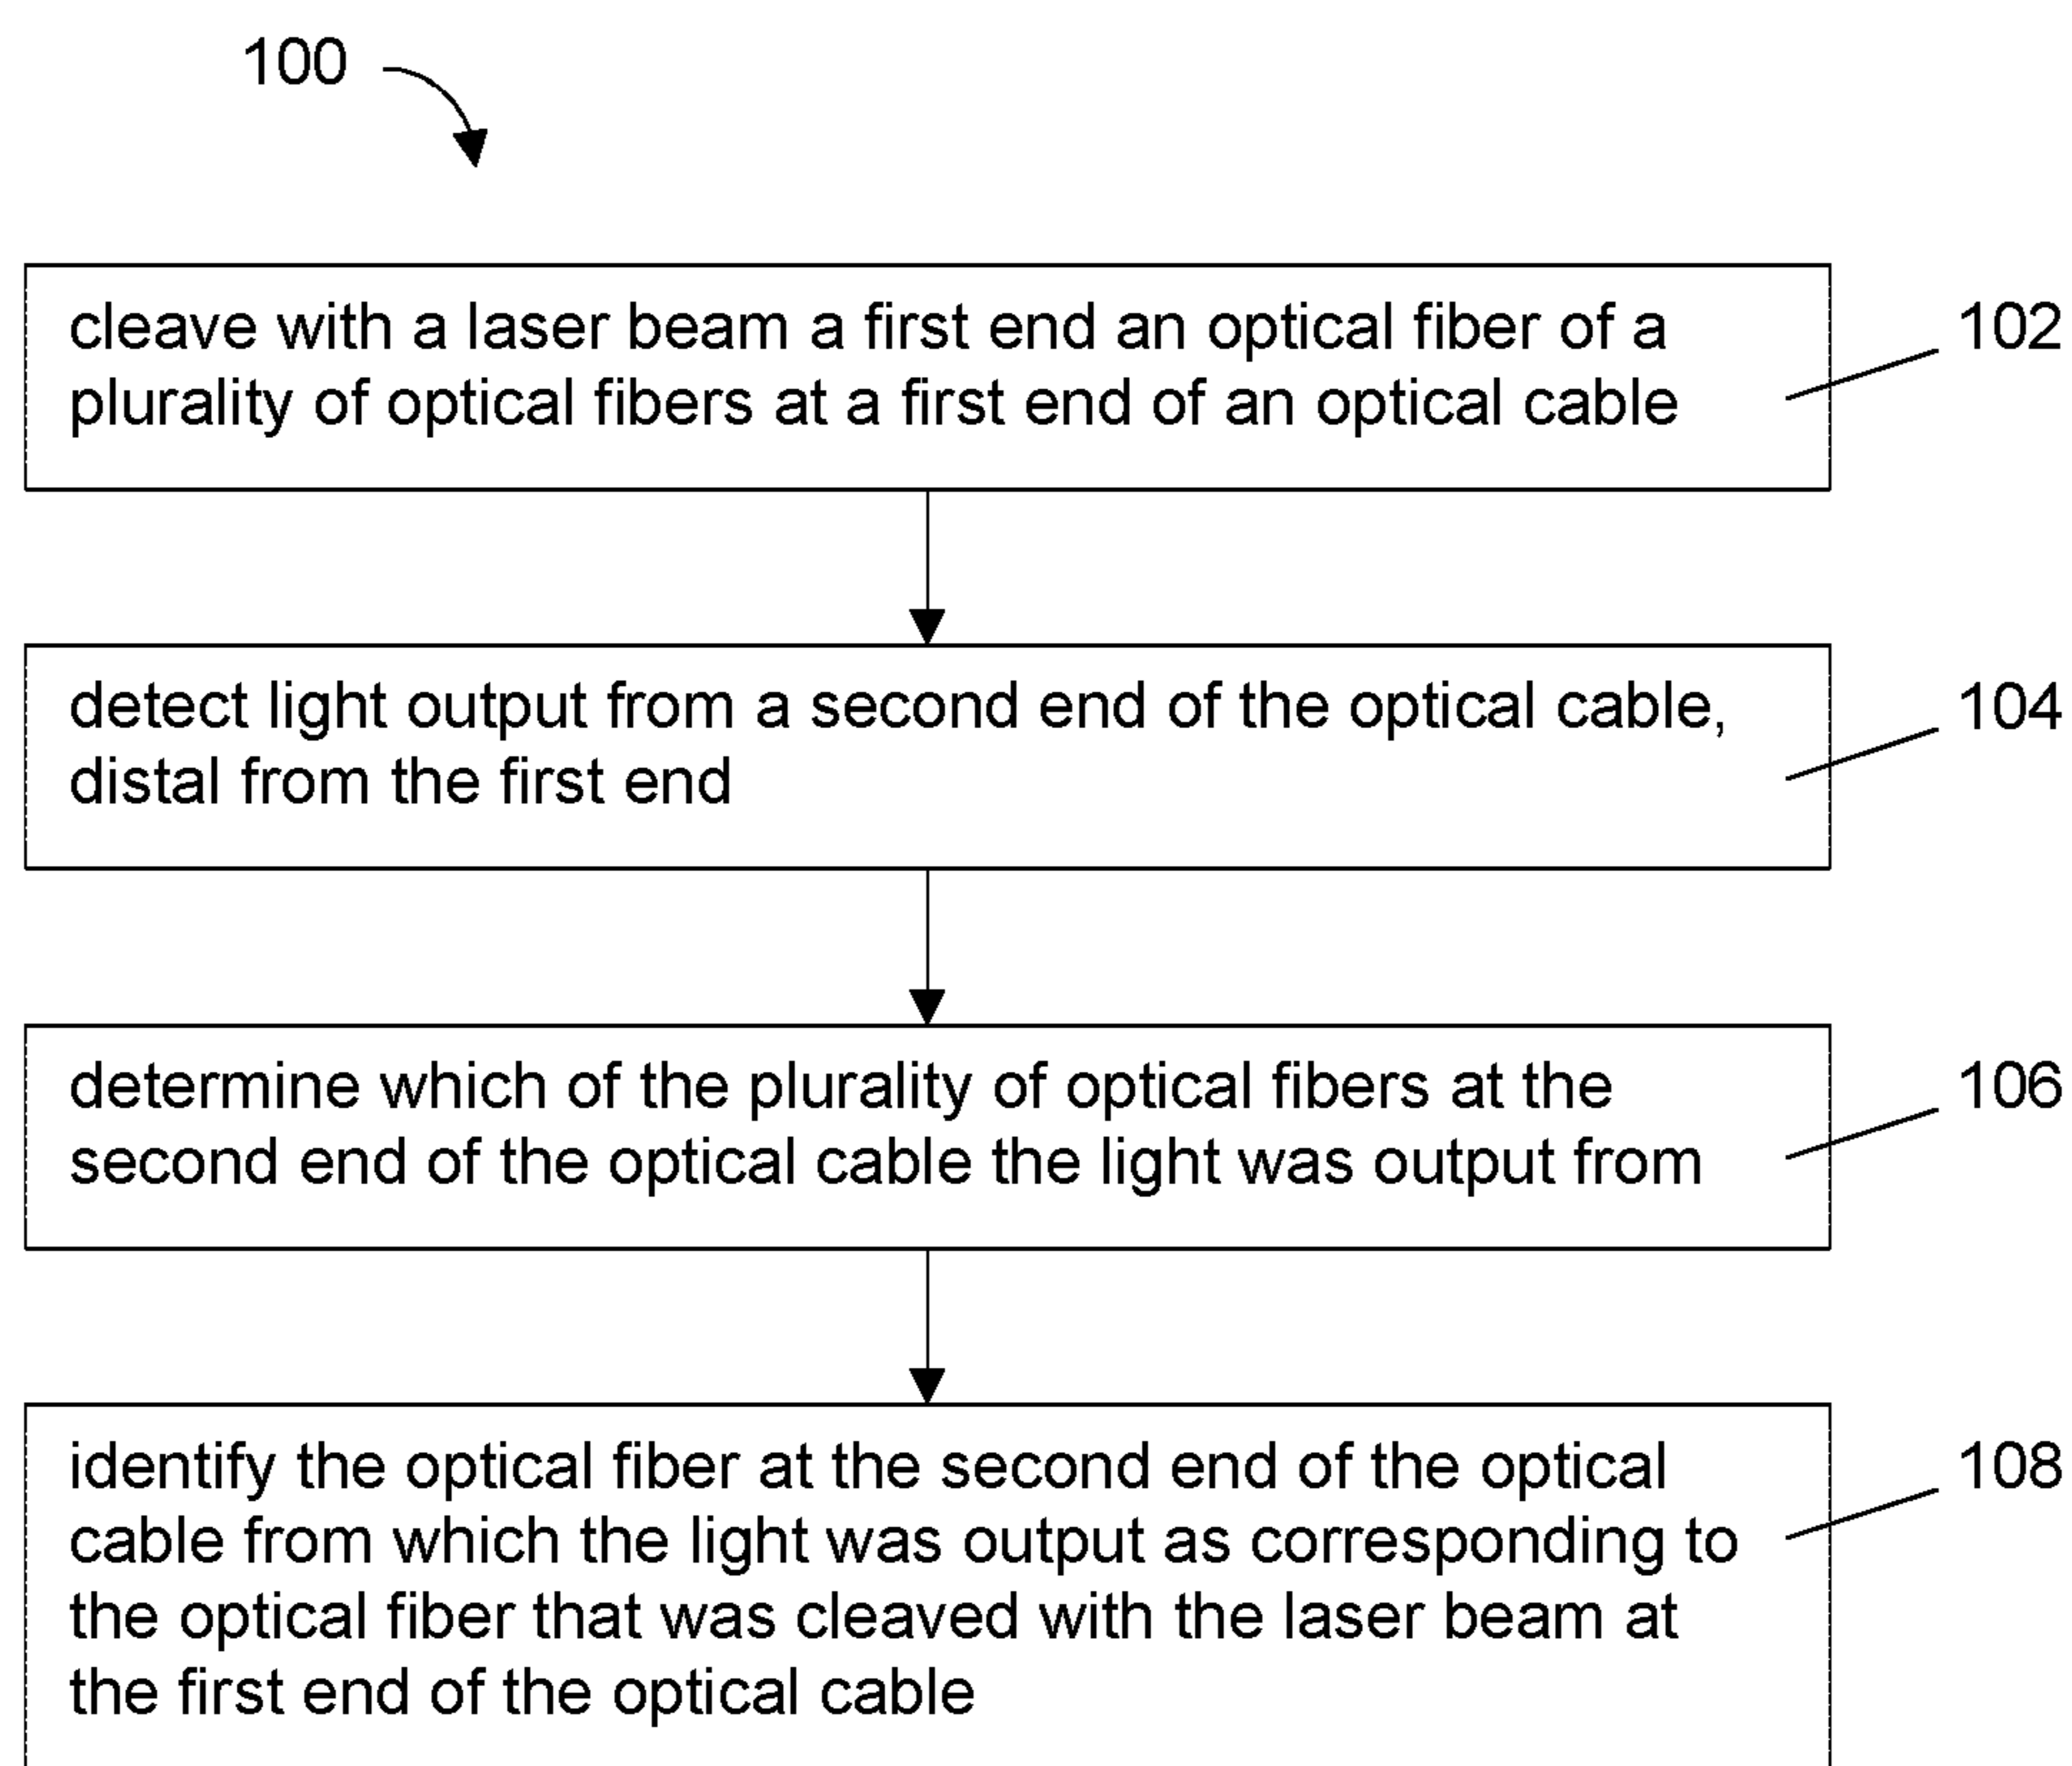 100
cleave with a laser beam a first end an optical fiber of a
plurality of optical fibers at a first end of an optical cable
102
detect light output from a second end of the optical cable,
distal from the first end
104
determine which of the plurality of optical fibers at the
second end of the optical cable the light was output from
106
identify the optical fiber at the second end of the optical
cable from which the light was output as corresponding to
the optical fiber that was cleaved with the laser beam at
the first end of the optical cable
108